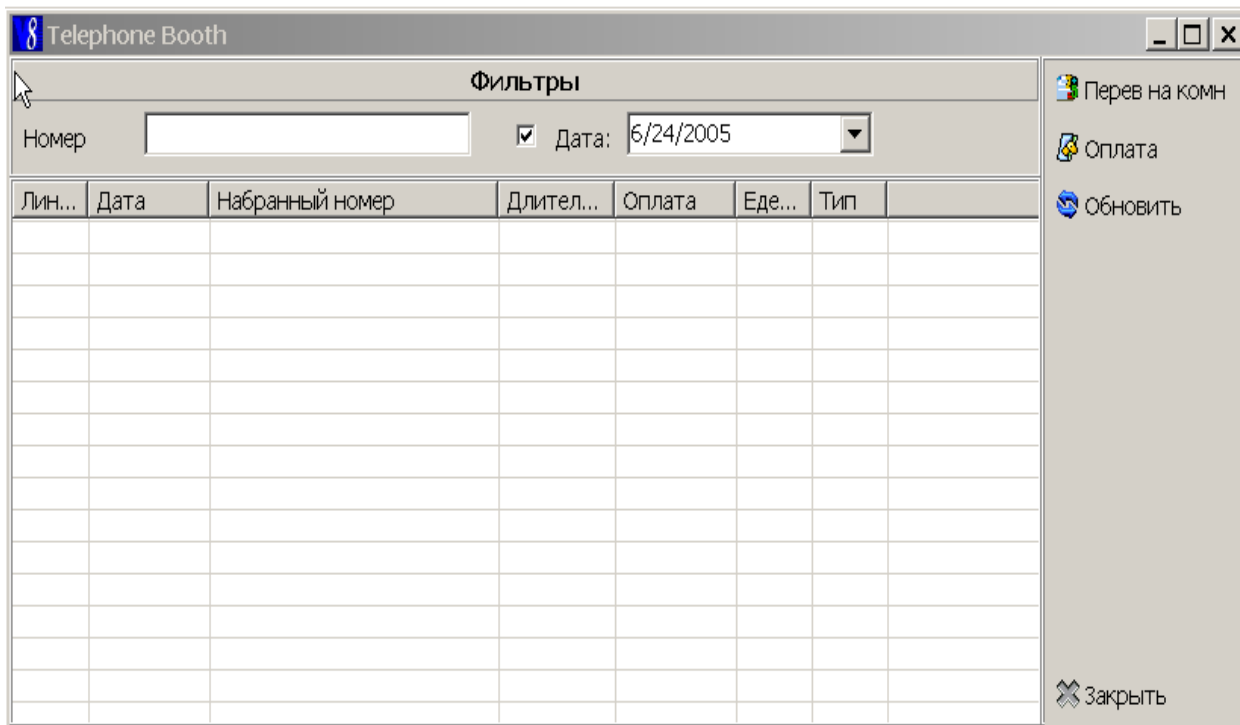 Telephone Booth
Фильтры
Номер
Дата: 6/24/2005
Лин... Дата Набранный номер Длител... Оплата Еде... Тип
Перев на комн
Оплата
Обновить
Закрыть